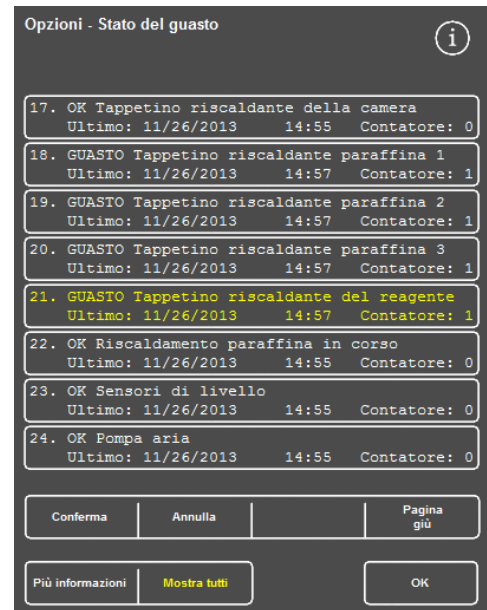 Opzioni - Stato del guasto
i
17. OK Tappetino riscaldante della camera
Ultimo: 11/26/2013 14:55 Contatore: 0
18. GUASTO Tappetino riscaldante paraffina 1
Ultimo: 11/26/2013 14:57 Contatore: 1
19. GUASTO Tappetino riscaldante paraffina 2
Ultimo: 11/26/2013 14:57 Contatore: 1
20. GUASTO Tappetino riscaldante paraffina 3
Ultimo: 11/26/2013 14:57 Contatore: 1
21. GUASTO Tappetino riscaldante del reagente
Ultimo: 11/26/2013 14:57 Contatore: 1
22. OK Riscaldamento paraffina in corso
Ultimo: 11/26/2013 14:55 Contatore: 0
23. OK Sensori di livello
Ultimo: 11/26/2013 14:55 Contatore: 0
24. OK Pompa aria
Ultimo: 11/26/2013 14:55 Contatore: 0
Conferma Annulla Pagina
giù
Più informazioni Mostra tutti OK